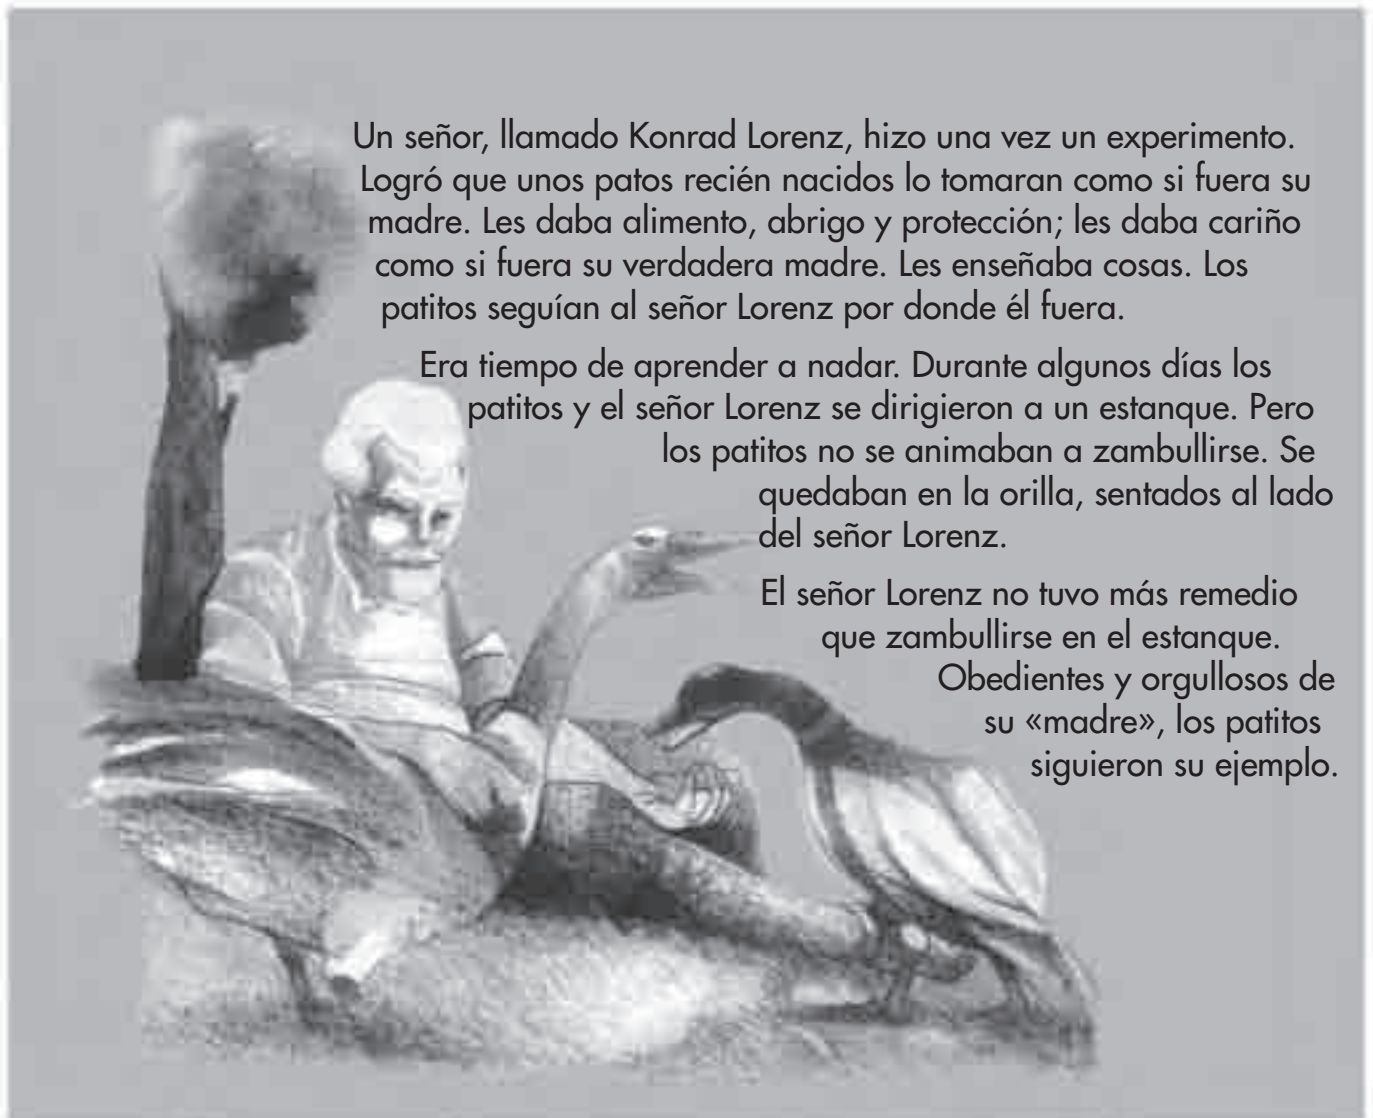 Un señor, llamado Konrad Lorenz, hizo una vez un experimento.
Logró que unos patos recién nacidos lo tomaran como si fuera su
madre. Les daba alimento, abrigo y protección; les daba cariño
como si fuera su verdadera madre. Les enseñaba cosas. Los
patitos seguían al señor Lorenz por donde él fuera.
Era tiempo de aprender a nadar. Durante algunos días los
patitos y el señor Lorenz se dirigieron a un estanque. Pero
los patitos no se animaban a zambullirse. Se
quedaban en la orilla, sentados al lado
del señor Lorenz.
El señor Lorenz no tuvo más remedio
que zambullirse en el estanque.
Obedientes y orgullosos de
su «madre», los patitos
siguieron su ejemplo.